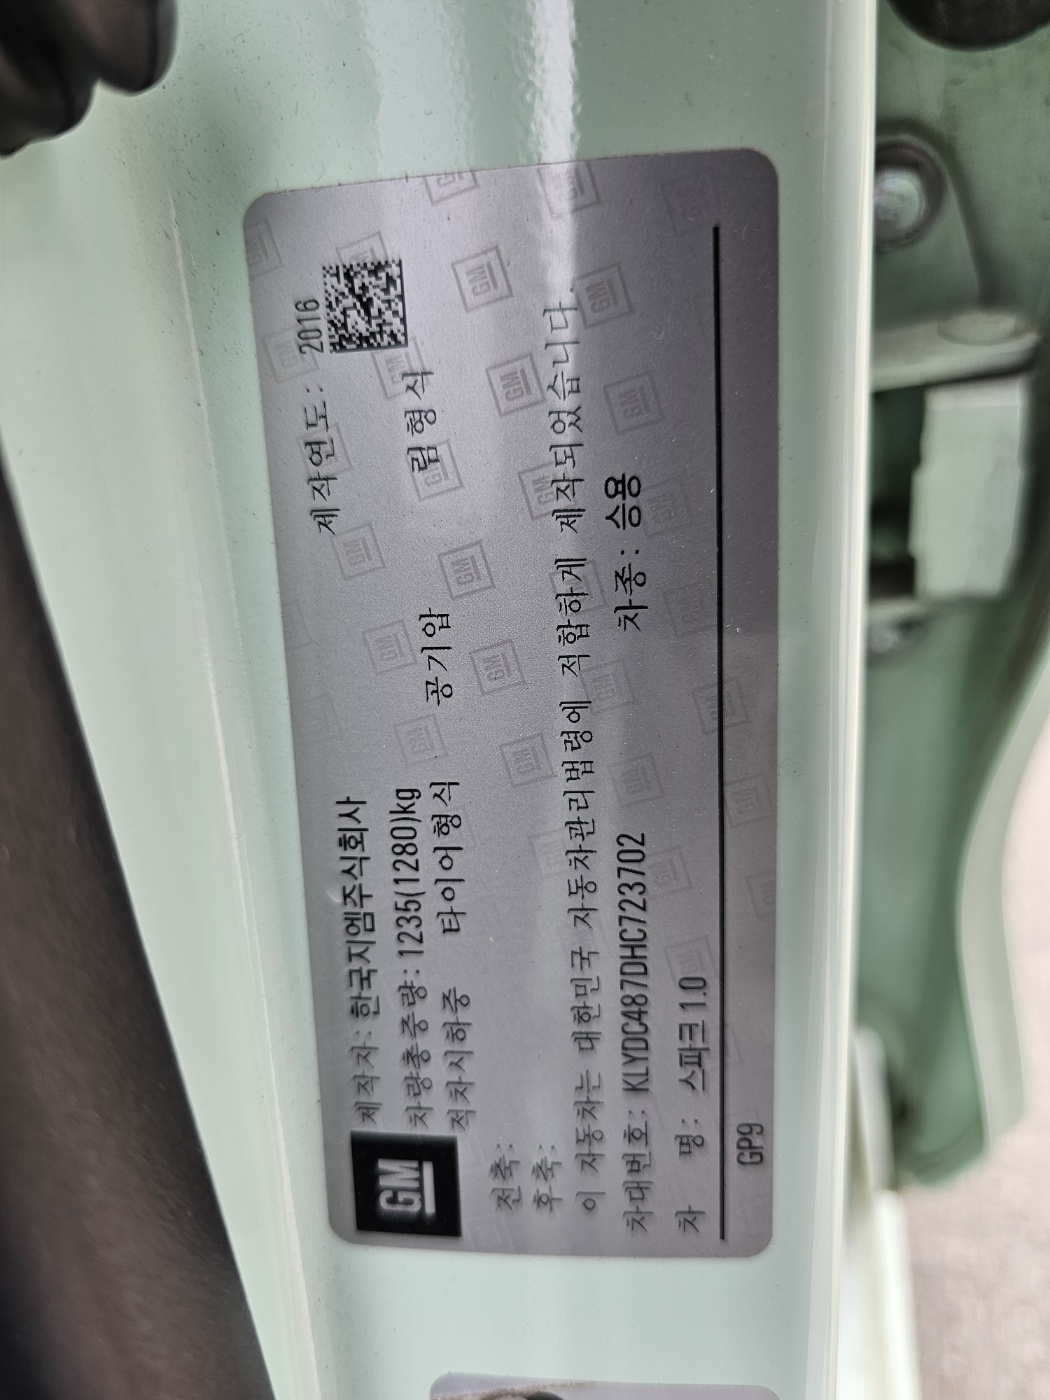 GM
제작자: 한국지엠주식회사 제작연도: 2016
차량총중량: 1235(1280)kg
적차시하중 타이어형식 공기압 림형식
전축:
후축:
이 자동차는 대한민국 자동차관리법령에 적합하게 제작되었습니다.
차대번호: KLYDC487DHC723702 차종: 승용
차 명: 스파크 1.0
GP9